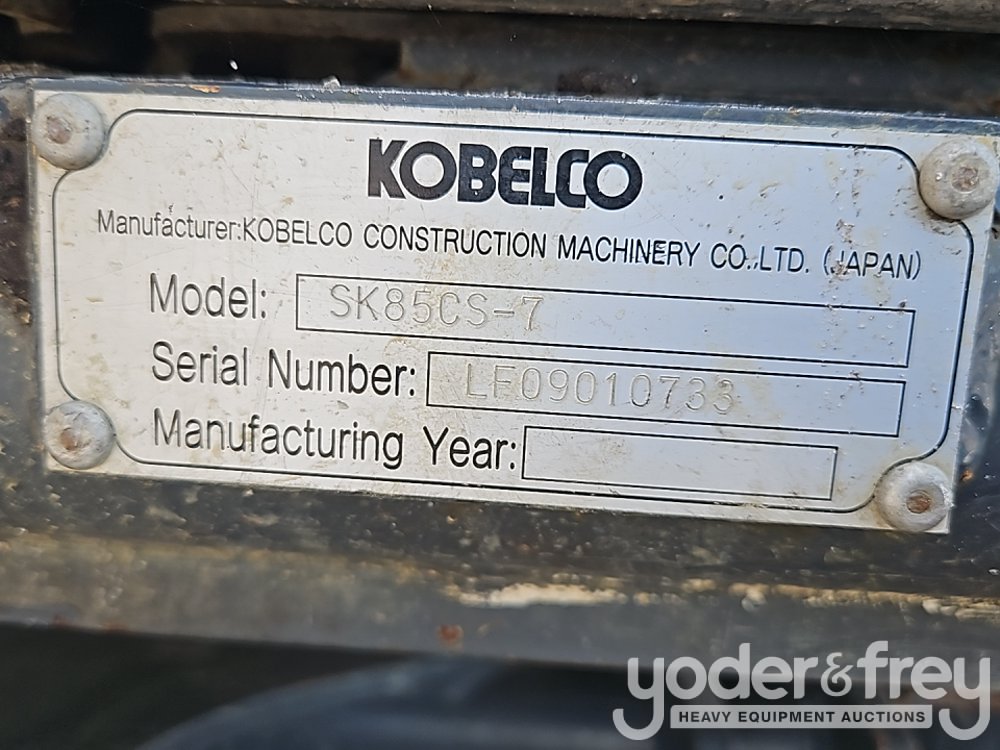 KOBELCO
Manufacturer:KOBELCO CONSTRUCTION MACHINERY CO.,LTD. (JAPAN)
Model: SK85CS-7
Serial Number: LF09010733
Manufacturing Year:
yoder&frey
HEAVY EQUIPMENT AUCTIONS